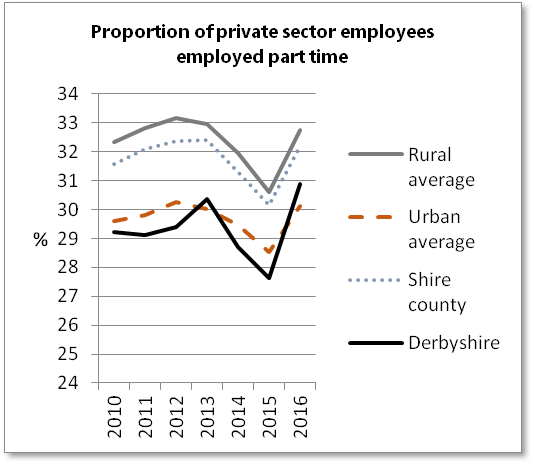 Proportion of private sector employees
employed part time
34
33
32
31
30
29
28
27
26
25
24
%
2010
2011
2012
2013
2014
2015
2016
Rural
average
Urban
average
Shire
county
Derbyshire